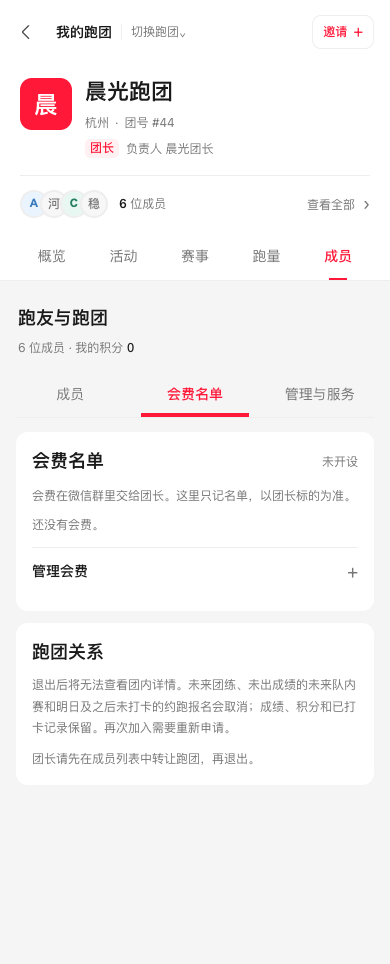 我的跑团
切换跑团
邀请 +
晨
晨光跑团
杭州 · 团号 #44
团长 负责人 晨光团长
A 河 C 稳 6 位成员 查看全部
概览 活动 赛事 跑量 成员
跑友与跑团
6 位成员 · 我的积分 0
成员 会费名单 管理与服务
会费名单 未开设
会费在微信群里交给团长。这里只记名单，以团长标的为准。
还没有会费。
管理会费 +
跑团关系
退出后将无法查看团内详情。未来团练、未出成绩的未来队内
赛和明日及之后未打卡的约跑报名会取消；成绩、积分和已打
卡记录保留。再次加入需要重新申请。
团长请先在成员列表中转让跑团，再退出。